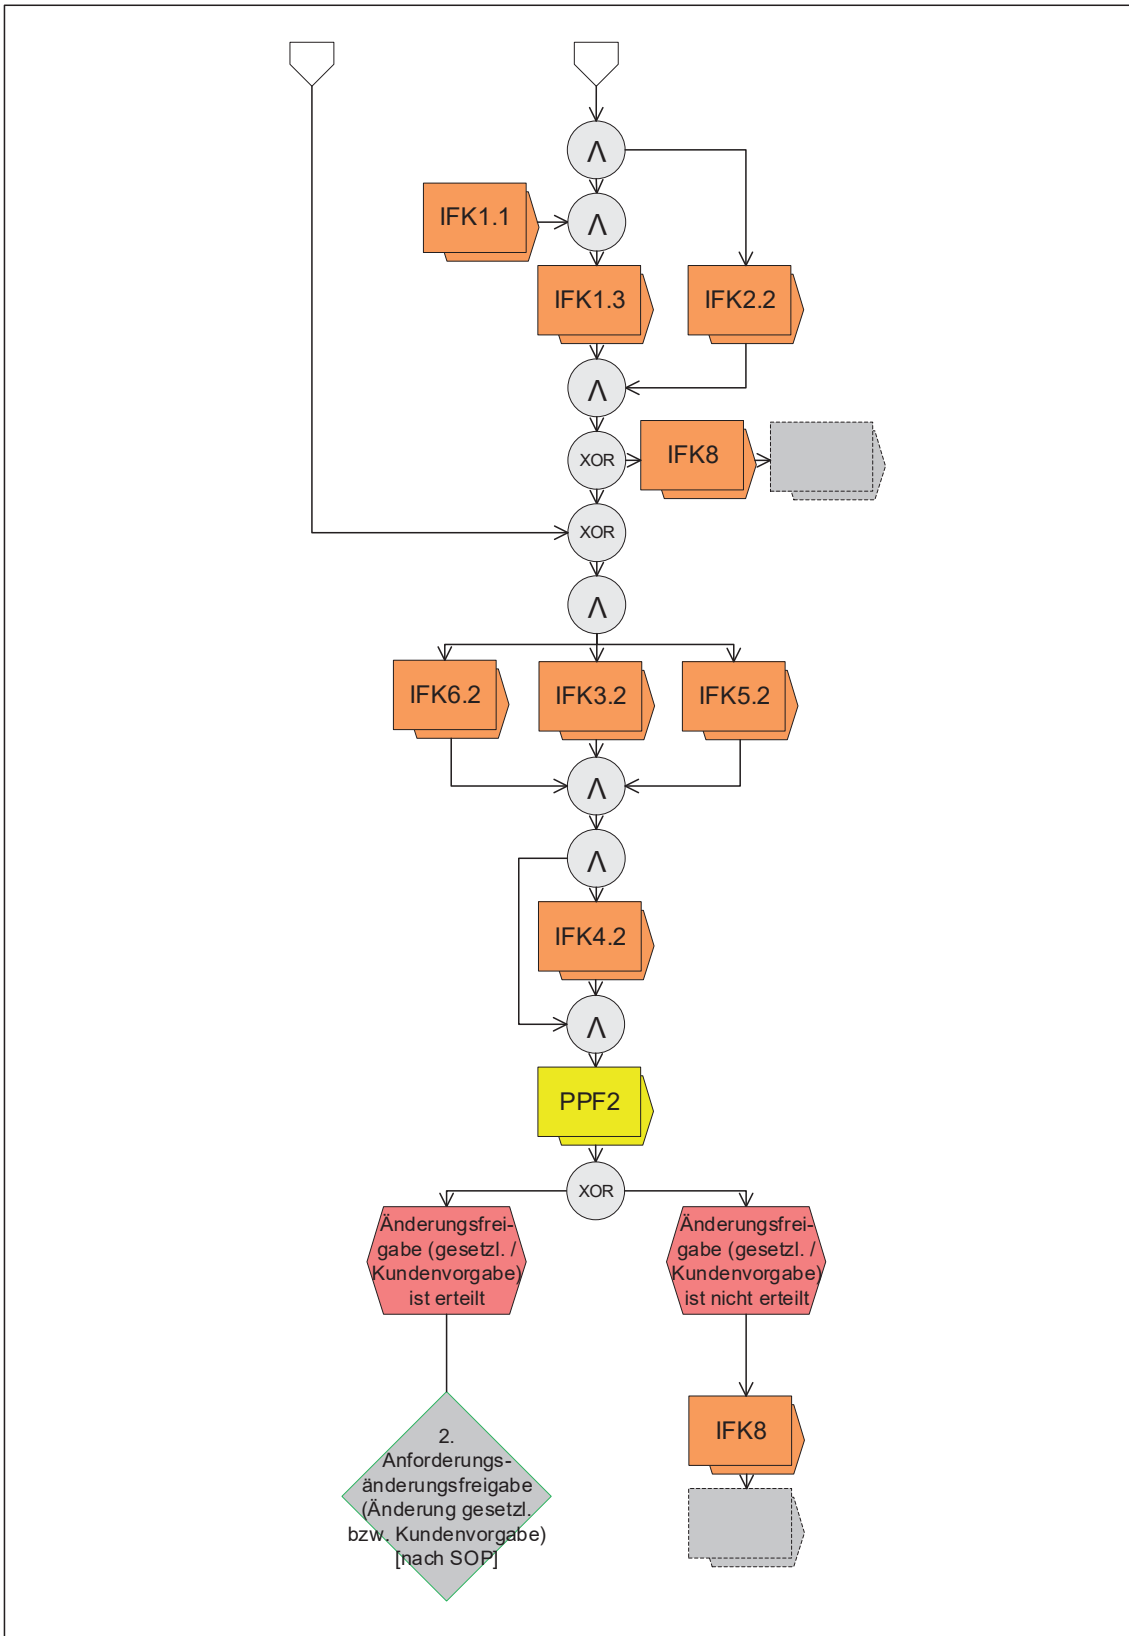 Λ
IFK1.1
Λ
IFK1.3
IFK2.2
Λ
XOR
IFK8
XOR
Λ
IFK6.2
IFK3.2
IFK5.2
Λ
Λ
IFK4.2
Λ
PPF2
XOR
Änderungsfrei-
gabe (gesetzl. /
Kundenvorgabe)
ist erteilt
Änderungsfrei-
gabe (gesetzl. /
Kundenvorgabe)
ist nicht erteilt
IFK8
2.
Anforderungs-
änderungsfreigabe
(Änderung gesetzl.
bzw. Kundenvorgabe)
[nach SOP]